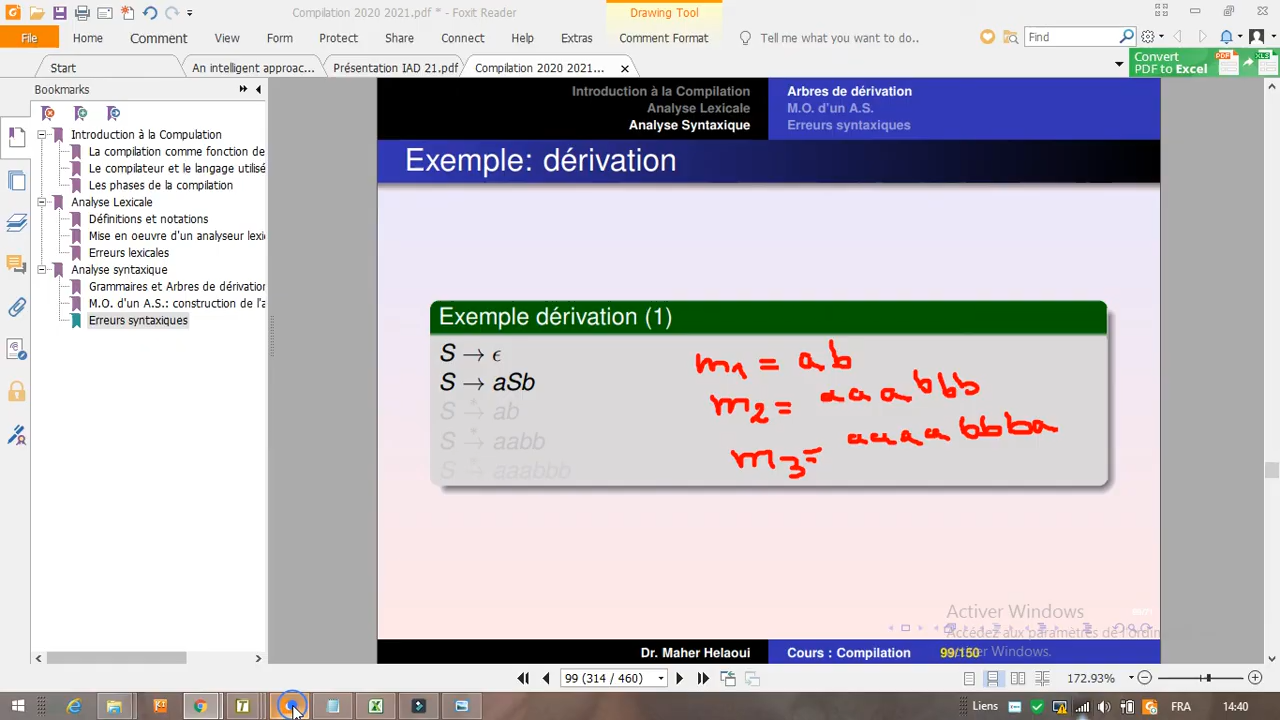 Compilation 2020 2021.pdf * - Foxit Reader
Drawing Tool
File
Home
Comment
View
Form
Protect
Share
Connect
Help
Extras
Comment Format
Tell me what you want to do..
Find
Start
An intelligent approac...
Présentation IAD 21.pdf
Compilation 2020 2021...
Convert
PDF to Excel
Bookmarks
Introduction à la Compulation
La compilation comme fonction de
Le compilateur et le langage utilisé
Les phases de la compilation
Analyse Lexicale
Définitions et notations
Mise en oeuvre d'un analyseur lexi
Erreurs lexicales
Analyse syntaxique
Grammaires et Arbres de dérivation
M.O. d'un A.S.: construction de l'a
Erreurs syntaxiques
Introduction à la Compilation
Analyse Lexicale
Analyse Syntaxique
Arbres de dérivation
M.O. d'un A.S.
Erreurs syntaxiques
Exemple: dérivation
Exemple dérivation (1)
S → ϵ
S → aSb
S →* ab
S →* aabb
S →* aaabbb
m1 = ab
m2 = aaabbb
m3 = aaaabbba
Activer Windows
Accédez aux paramètres de l'ordin
Activer Windows.
Dr. Maher Helaoui
Cours : Compilation
99/150
99 (314 / 460)
172.93%
Liens
FR
14:40